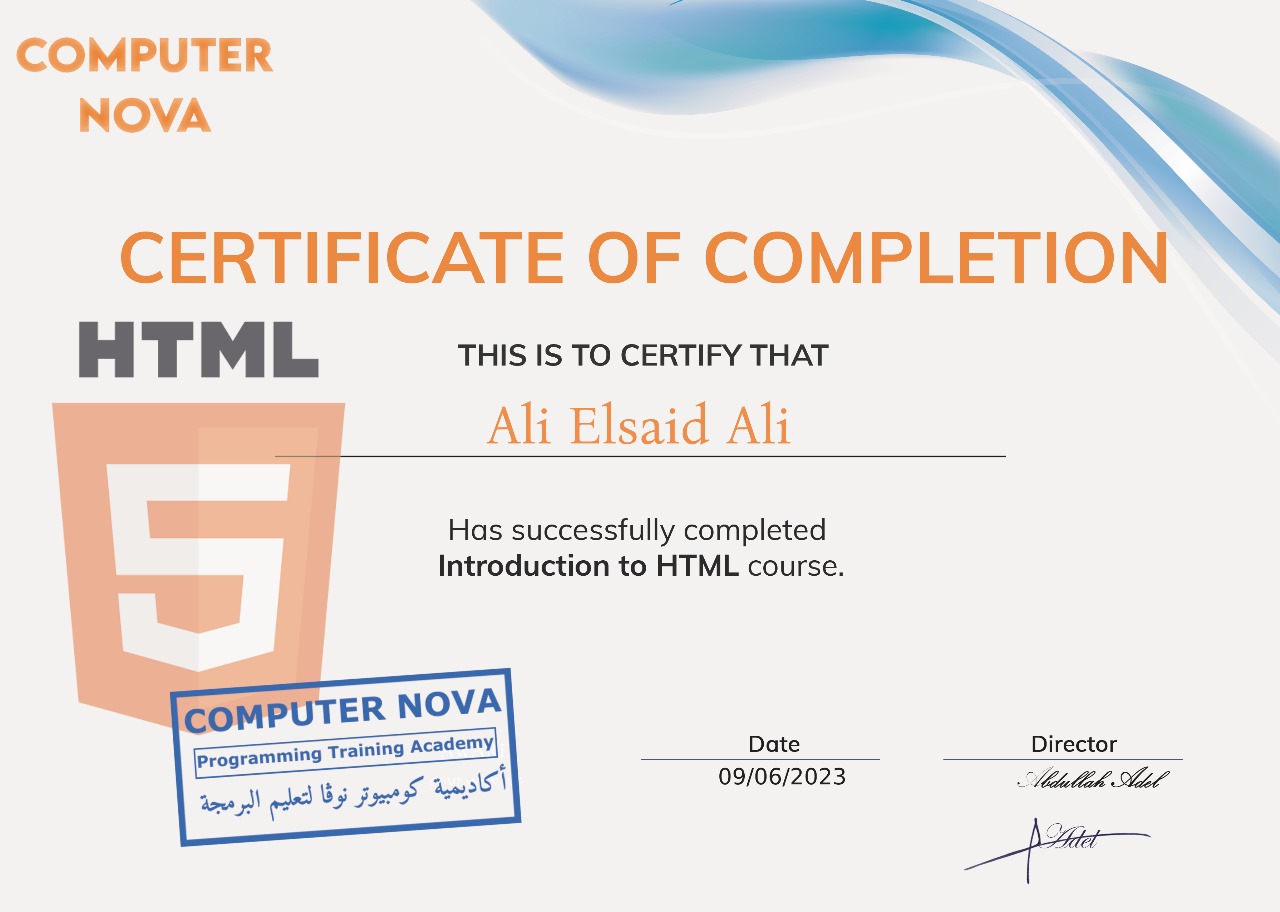 COMPUTER
NOVA
CERTIFICATE OF COMPLETION
HTML
THIS IS TO CERTIFY THAT
Ali Elsaid Ali
Has successfully completed
Introduction to HTML course.
COMPUTER NOVA
Programming Training Academy
أكاديمية كومبيوتر نوڤا لتعليم البرمجة
Date
09/06/2023
Director
Abdullah Adel
Adel